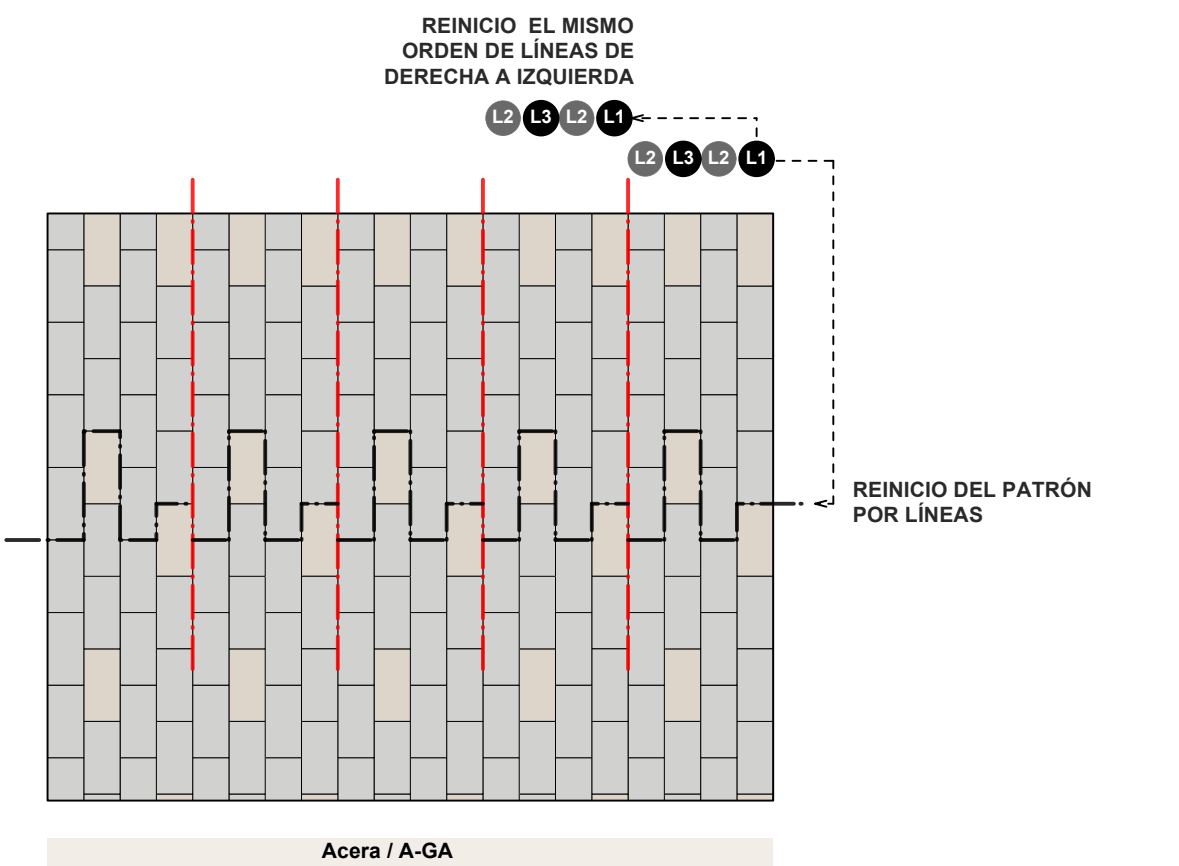 REINICIO EL MISMO
ORDEN DE LÍNEAS DE
DERECHA A IZQUIERDA
L2 L3 L2 L1
L2 L3 L2 L1
REINICIO DEL PATRÓN
POR LÍNEAS
Acera / A-GA